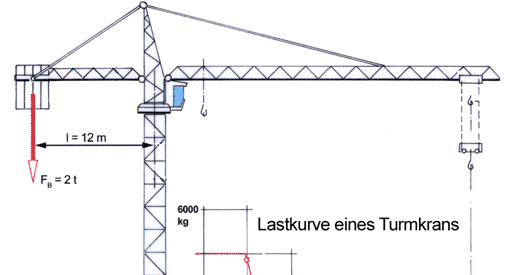 l = 12 m
F_B = 2 t
6000
kg
Lastkurve eines Turmkrans